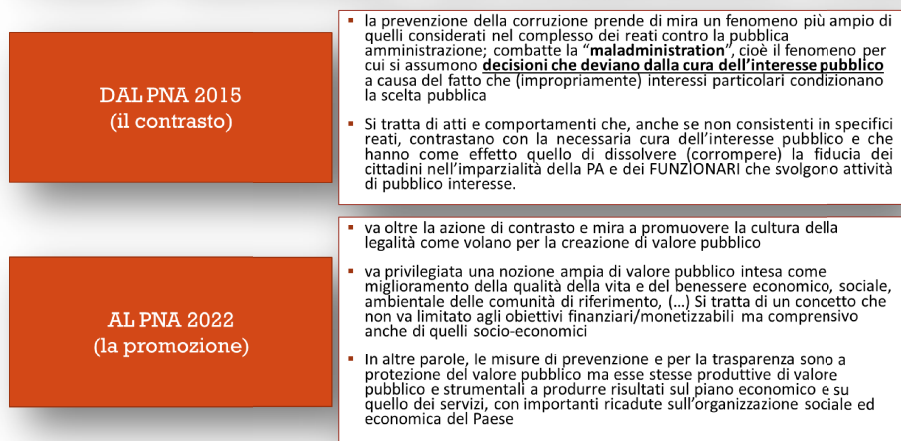 DAL PNA 2015
(il contrasto)
▪ la prevenzione della corruzione prende di mira un fenomeno più ampio di
quelli considerati nel complesso dei reati contro la pubblica
amministrazione; combatte la “maladministration”, cioè il fenomeno per
cui si assumono decisioni che deviano dalla cura dell’interesse pubblico
a causa del fatto che (impropriamente) interessi particolari condizionano
la scelta pubblica
▪ Si tratta di atti e comportamenti che, anche se non consistenti in specifici
reati, contrastano con la necessaria cura dell’interesse pubblico e che
hanno come effetto quello di dissolvere (corrompere) la fiducia dei
cittadini nell’imparzialità della PA e dei FUNZIONARI che svolgono attività
di pubblico interesse.
AL PNA 2022
(la promozione)
▪ va oltre la azione di contrasto e mira a promuovere la cultura della
legalità come volano per la creazione di valore pubblico
▪ va privilegiata una nozione ampia di valore pubblico intesa come
miglioramento della qualità della vita e del benessere economico, sociale,
ambientale delle comunità di riferimento, (...) Si tratta di un concetto che
non va limitato agli obiettivi finanziari/monetizzabili ma comprensivo
anche di quelli socio-economici
▪ In altre parole, le misure di prevenzione e per la trasparenza sono a
protezione del valore pubblico ma esse stesse produttive di valore
pubblico e strumentali a produrre risultati sul piano economico e su
quello dei servizi, con importanti ricadute sull’organizzazione sociale ed
economica del Paese